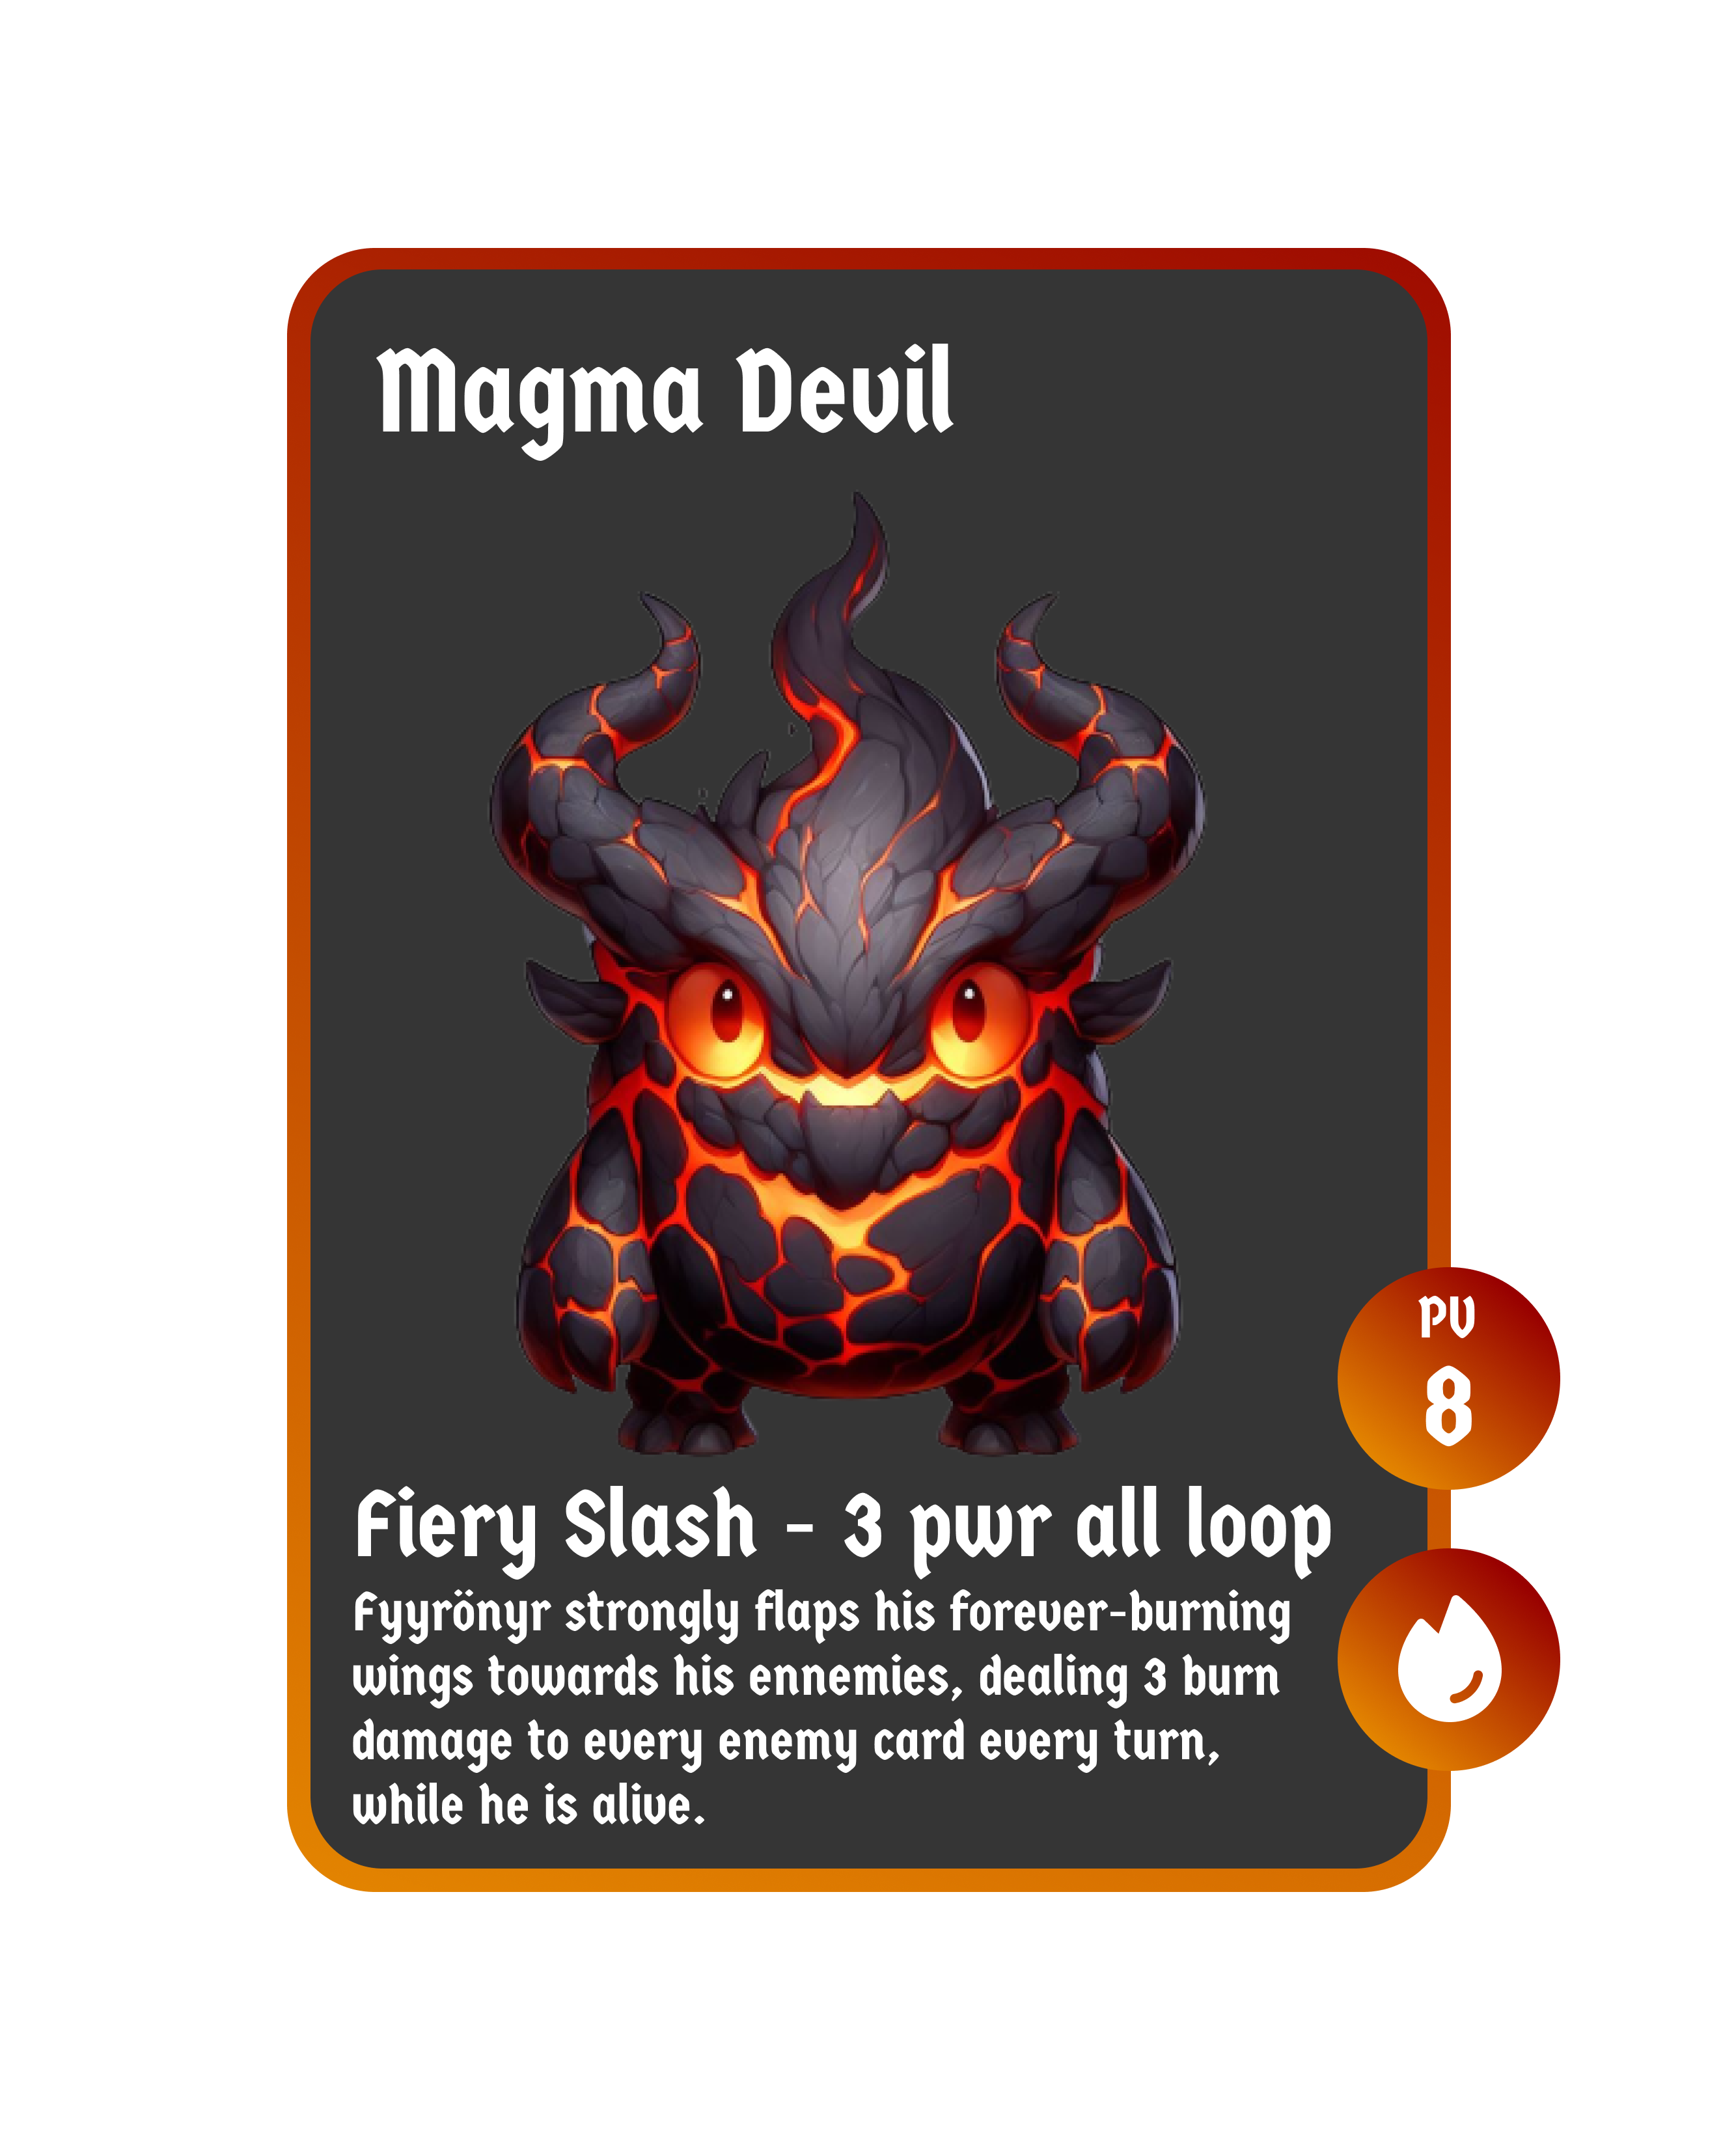 Magma Devil
PV
8
Fiery Slash - 3 pwr all loop
Fyyrönyr strongly flaps his forever-burning
wings towards his ennemies, dealing 3 burn
damage to every enemy card every turn,
while he is alive.